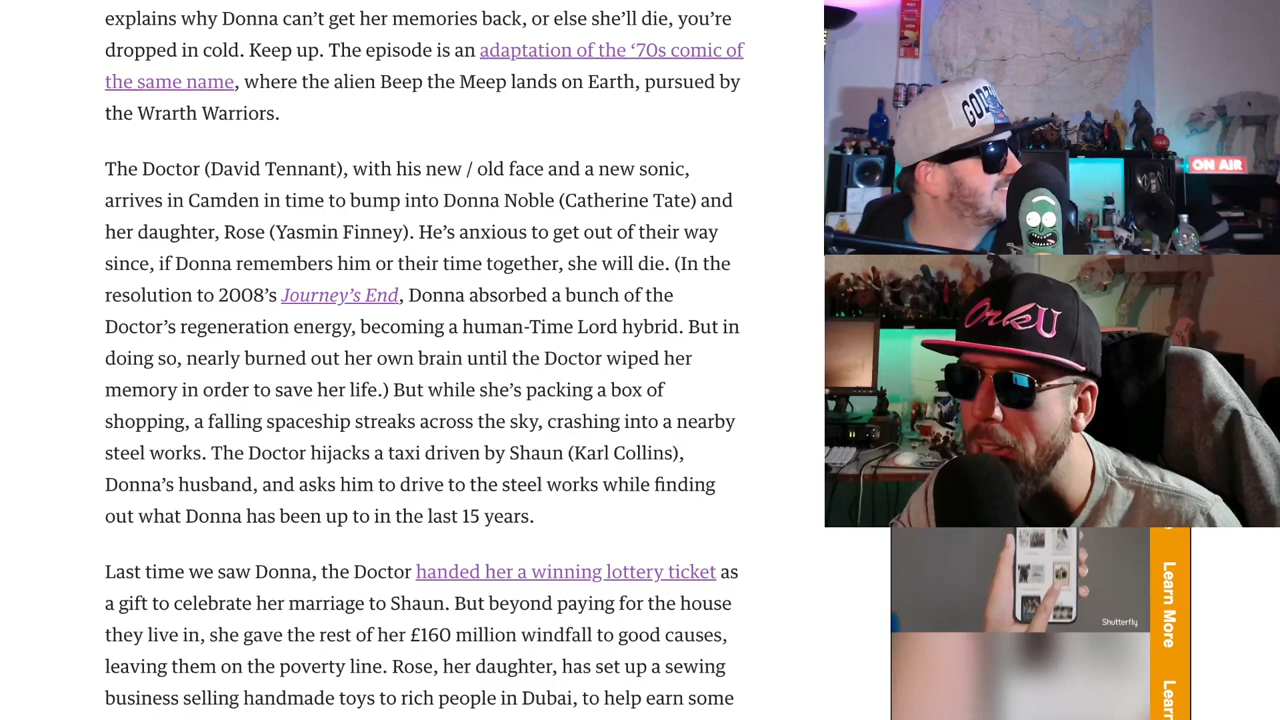 explains why Donna can’t get her memories back, or else she’ll die, you’re
dropped in cold. Keep up. The episode is an adaptation of the ‘70s comic of
the same name, where the alien Beep the Meep lands on Earth, pursued by
the Wrarth Warriors.
The Doctor (David Tennant), with his new / old face and a new sonic,
arrives in Camden in time to bump into Donna Noble (Catherine Tate) and
her daughter, Rose (Yasmin Finney). He’s anxious to get out of their way
since, if Donna remembers him or their time together, she will die. (In the
resolution to 2008’s Journey’s End, Donna absorbed a bunch of the
Doctor’s regeneration energy, becoming a human-Time Lord hybrid. But in
doing so, nearly burned out her own brain until the Doctor wiped her
memory in order to save her life.) But while she’s packing a box of
shopping, a falling spaceship streaks across the sky, crashing into a nearby
steel works. The Doctor hijacks a taxi driven by Shaun (Karl Collins),
Donna’s husband, and asks him to drive to the steel works while finding
out what Donna has been up to in the last 15 years.
Last time we saw Donna, the Doctor handed her a winning lottery ticket as
a gift to celebrate her marriage to Shaun. But beyond paying for the house
they live in, she gave the rest of her £160 million windfall to good causes,
leaving them on the poverty line. Rose, her daughter, has set up a sewing
business selling handmade toys to rich people in Dubai, to help earn some
ON AIR
OrkU
Shutterfly
Learn More
Learn